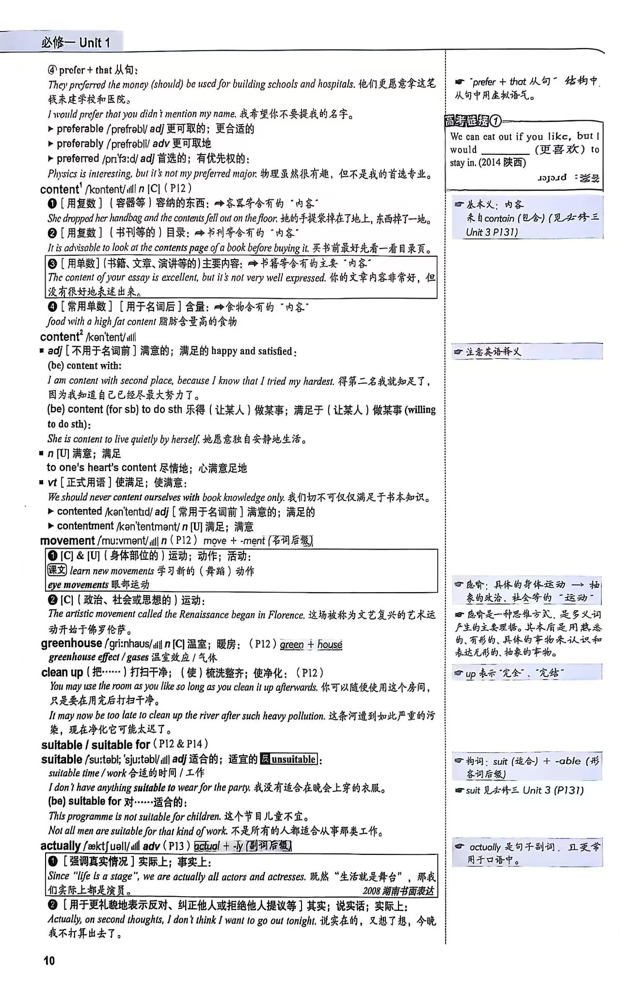 必修一 Unit 1
④ prefer + that 从句：
They preferred the money (should) be used for building schools and hospitals. 他们更愿意拿这笔
钱来建学校和医院。
I would prefer that you didn't mention my name. 我希望你不要提我的名字。
▶ preferable /'prefrəbl/ adj 更可取的；更合适的
▶ preferably /'prefrəbli/ adv 更可取地
▶ preferred /prɪ'fɜːd/ adj 首选的；有优先权的：
Physics is interesting, but it's not my preferred major. 物理虽然很有趣，但不是我的首选专业。
content¹ /'kɒntent/ n [C]（P12）
❶［用复数］（容器等）容纳的东西：⇨容器等含有的“内容”
She dropped her handbag and the contents fell out on the floor. 她的手提袋掉在了地上，东西掉了一地。
❷［用复数］（书刊等的）目录：⇨书刊等含有的“内容”
It is advisable to look at the contents page of a book before buying it. 买书前最好先看一看目录页。
❸［用单数］(书籍、文章、演讲等的)主要内容：⇨书籍等含有的主要“内容”
The content of your essay is excellent, but it's not very well expressed. 你的文章内容非常好，但
没有很好地表述出来。
❹［常用单数］［用于名词后］含量：⇨食物含有的“内容”
food with a high fat content 脂肪含量高的食物
content² /kən'tent/
▪ adj［不用于名词前］满意的；满足的 happy and satisfied：
(be) content with:
I am content with second place, because I know that I tried my hardest. 得第二名我就知足了，
因为我知道自己已经尽最大努力了。
(be) content (for sb) to do sth 乐得（让某人）做某事；满足于（让某人）做某事 (willing
to do sth)：
She is content to live quietly by herself. 她愿意独自安静地生活。
▪ n [U] 满意；满足
to one's heart's content 尽情地；心满意足地
▪ vt［正式用语］使满足；使满意：
We should never content ourselves with book knowledge only. 我们切不可仅仅满足于书本知识。
▶ contented /kən'tentɪd/ adj［常用于名词前］满意的；满足的
▶ contentment /kən'tentmənt/ n [U] 满足；满意
movement /'muːvmənt/ n（P12） move + -ment (名词后缀)
❶ [C] & [U]（身体部位的）运动；动作；活动：
课文 learn new movements 学习新的（舞蹈）动作
eye movements 眼部运动
❷ [C]（政治、社会或思想的）运动：
The artistic movement called the Renaissance began in Florence. 这场被称为文艺复兴的艺术运
动开始于佛罗伦萨。
greenhouse /'griːnhaus/ n [C] 温室；暖房：（P12）green + house
greenhouse effect / gases 温室效应 / 气体
clean up（把……）打扫干净；（使）梳洗整齐；使净化：（P12）
You may use the room as you like so long as you clean it up afterwards. 你可以随便使用这个房间，
只是要在用完后打扫干净。
It may now be too late to clean up the river after such heavy pollution. 这条河遭到如此严重的污
染，现在净化它可能太迟了。
suitable / suitable for（P12 & P14）
suitable /'suːtəbl; 'sjuːtəbl/ adj 适合的；适宜的 反 unsuitable：
suitable time / work 合适的时间 / 工作
I don't have anything suitable to wear for the party. 我没有适合在晚会上穿的衣服。
(be) suitable for 对……适合的：
This programme is not suitable for children. 这个节目儿童不宜。
Not all men are suitable for that kind of work. 不是所有的人都适合从事那类工作。
actually /'æktʃuəli/ adv（P13）actual + -ly (副词后缀)
❶［强调真实情况］实际上；事实上：
Since "life is a stage", we are actually all actors and actresses. 既然“生活就是舞台”，那我
们实际上都是演员。 2008 湖南书面表达
❷［用于更礼貌地表示反对、纠正他人或拒绝他人提议等］其实；说实话；实际上：
Actually, on second thoughts, I don't think I want to go out tonight. 说实在的，又想了想，今晚
我不打算出去了。
10
☞ “prefer + that 从句” 结构中，
从句中用虚拟语气。
高考链接①
We can eat out if you like, but I
would ________ (更喜欢) to
stay in. (2014 陕西)
答案：prefer
☞ 基本义：内容
来自contain (包含) (见必修三
Unit 3 P131)
☞ 注意英语释义
☞ 隐喻：具体的身体运动 → 抽
象的政治、社会等的“运动”
☞ 隐喻是一种思维方式，是多义词
产生的主要理据。其本质是用熟悉
的、有形的、具体的事物来认识和
表达无形的、抽象的事物。
☞ up 表示“完全”、“完结”
☞ 构词：suit (适合) + -able (形
容词后缀)
☞ suit 见必修三 Unit 3 (P131)
☞ actually 是句子副词，且更常
用于口语中。